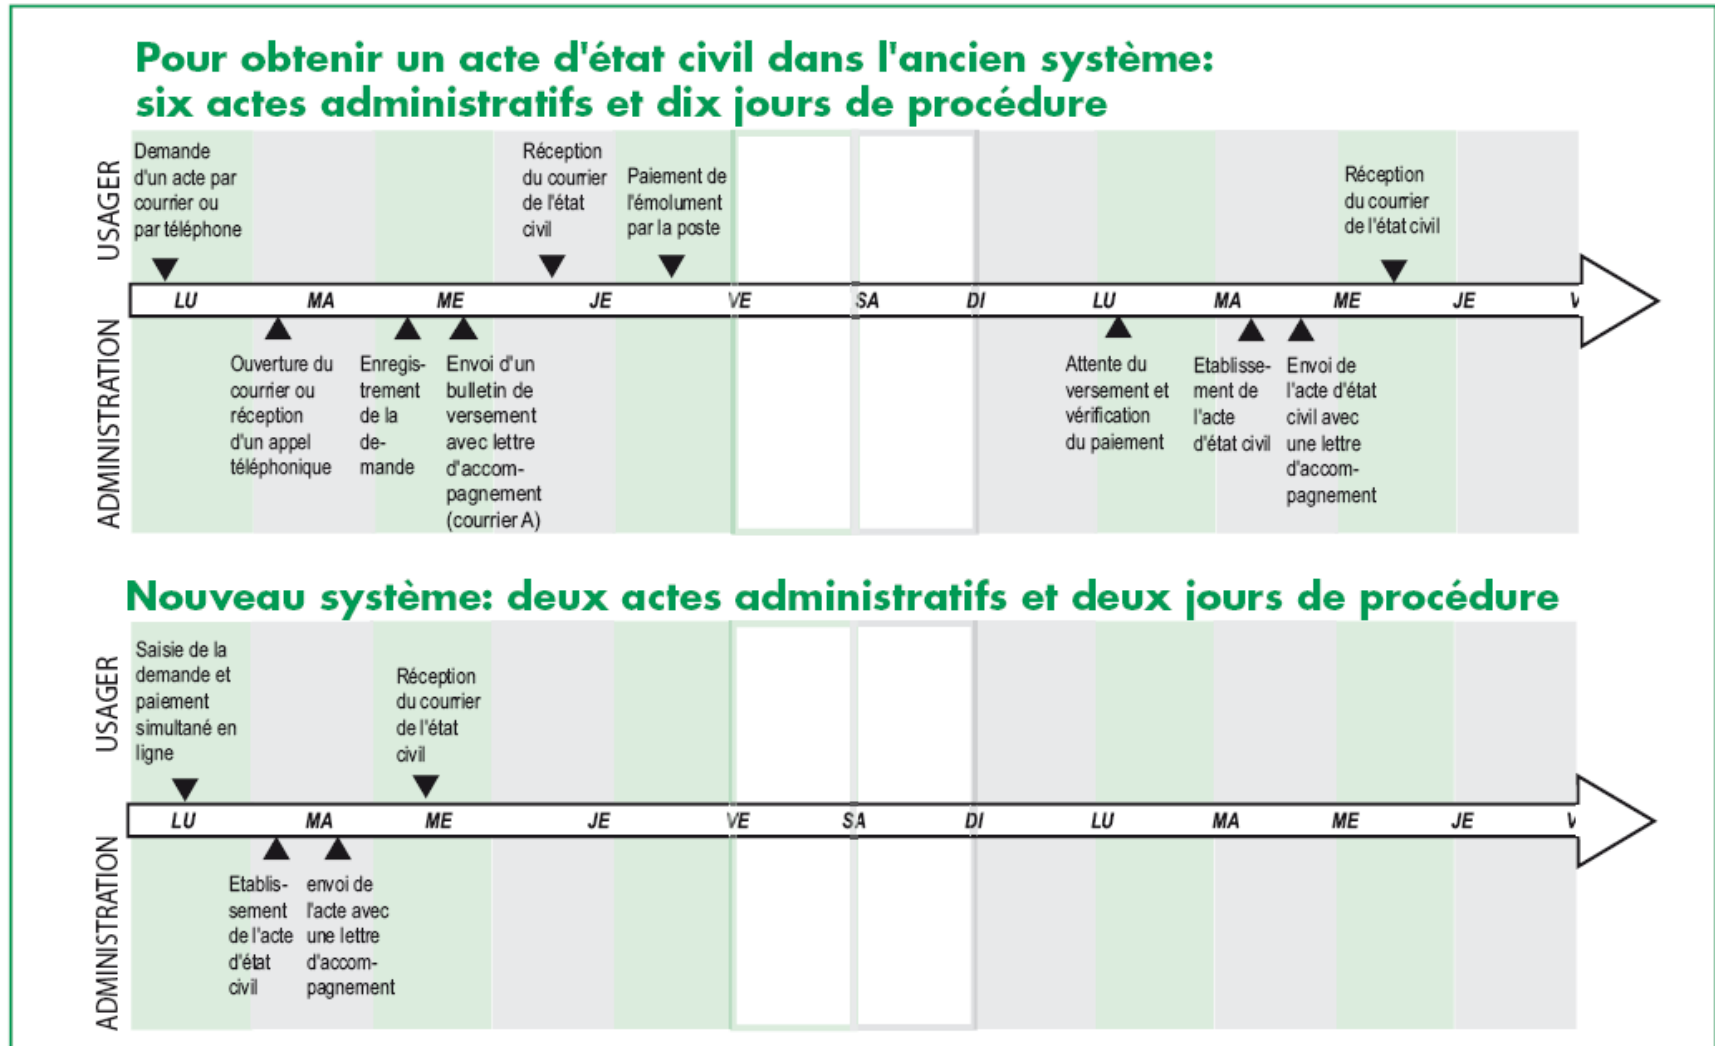 Pour obtenir un acte d'état civil dans l'ancien système:
six actes administratifs et dix jours de procédure
USAGER
Demande
d'un acte par
courrier ou
par téléphone
Réception
du courrier
de l'état
civil
Paiement de
l'émolument
par la poste
Réception
du courrier
de l'état civil
LU MA ME JE VE SA DI LU MA ME JE V
ADMINISTRATION
Ouverture du
courrier ou
réception
d'un appel
téléphonique
Enregis-
trement
de la
de-
mande
Envoi d'un
bulletin de
versement
avec lettre
d'accom-
pagnement
(courrier A)
Attente du
versement et
vérification
du paiement
Etablisse-
ment de
l'acte
d'état civil
Envoi de
l'acte d'état
civil avec
une lettre
d'accom-
pagnement
Nouveau système: deux actes administratifs et deux jours de procédure
USAGER
Saisie de la
demande et
paiement
simultané en
ligne
Réception
du courrier
de l'état
civil
LU MA ME JE VE SA DI LU MA ME JE V
ADMINISTRATION
Etablis-
sement
de l'acte
d'état
civil
envoi de
l'acte avec
une lettre
d'accom-
pagnement